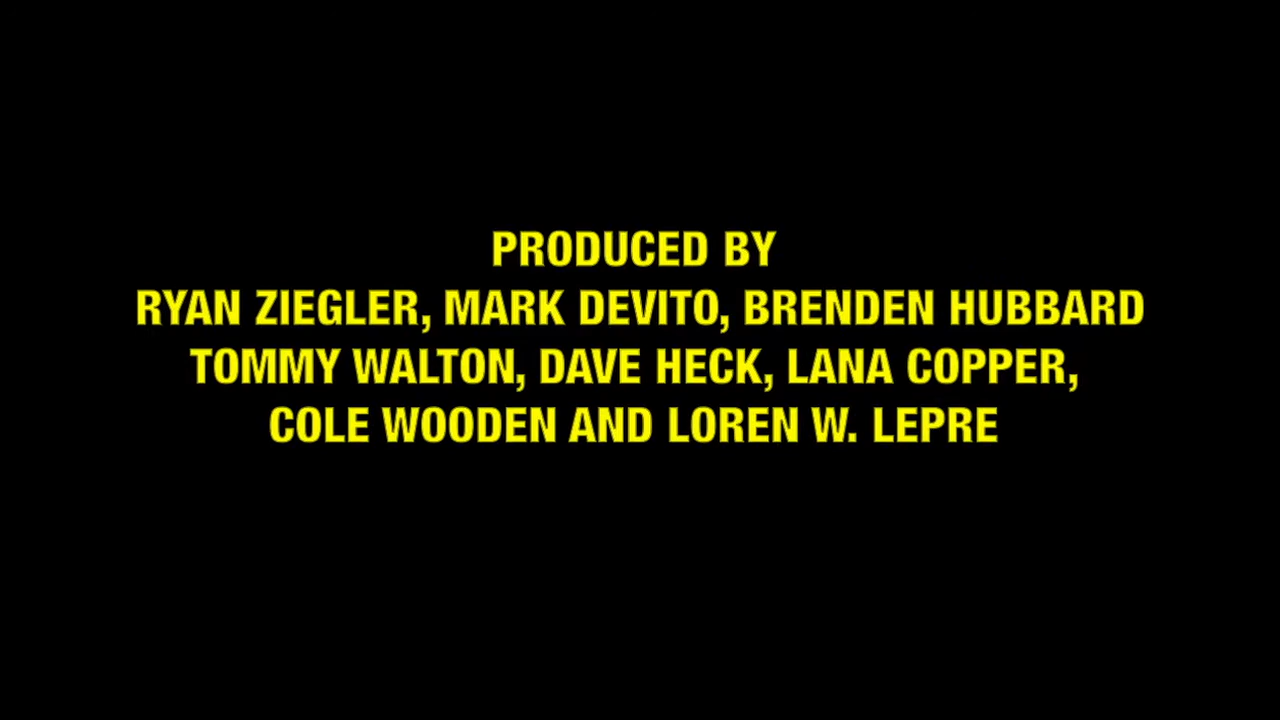 PRODUCED BY
RYAN ZIEGLER, MARK DEVITO, BRENDEN HUBBARD
TOMMY WALTON, DAVE HECK, LANA COPPER,
COLE WOODEN AND LOREN W. LEPRE